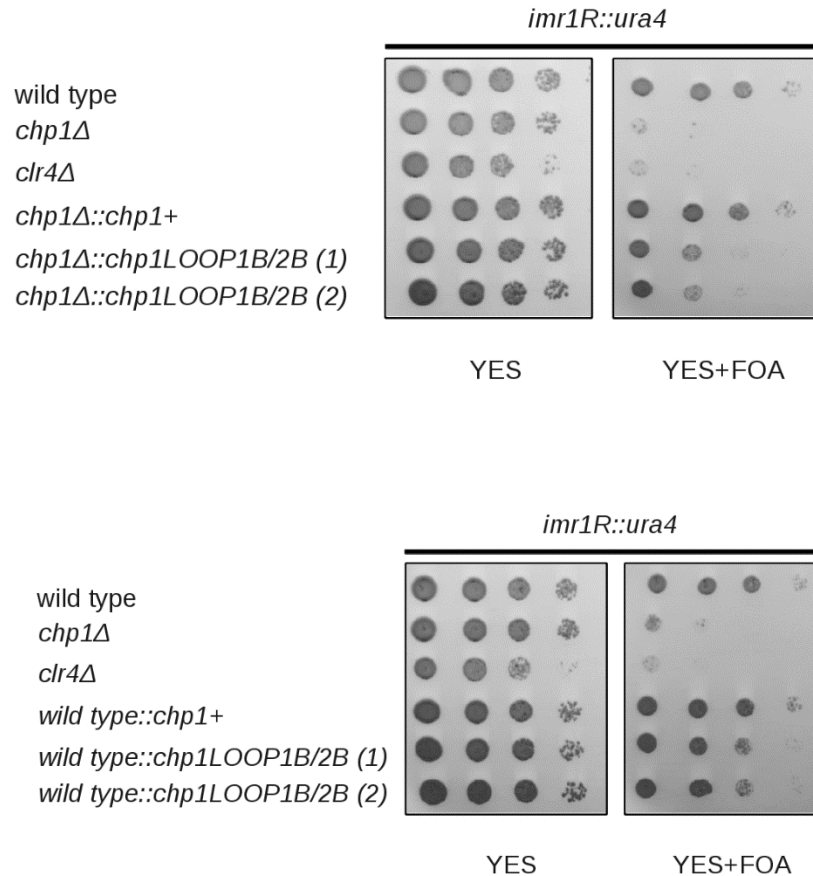 imr1R::ura4
wild type
chp1Δ
clr4Δ
chp1Δ::chp1+
chp1Δ::chp1LOOP1B/2B (1)
chp1Δ::chp1LOOP1B/2B (2)
YES YES+FOA
imr1R::ura4
wild type
chp1Δ
clr4Δ
wild type::chp1+
wild type::chp1LOOP1B/2B (1)
wild type::chp1LOOP1B/2B (2)
YES YES+FOA